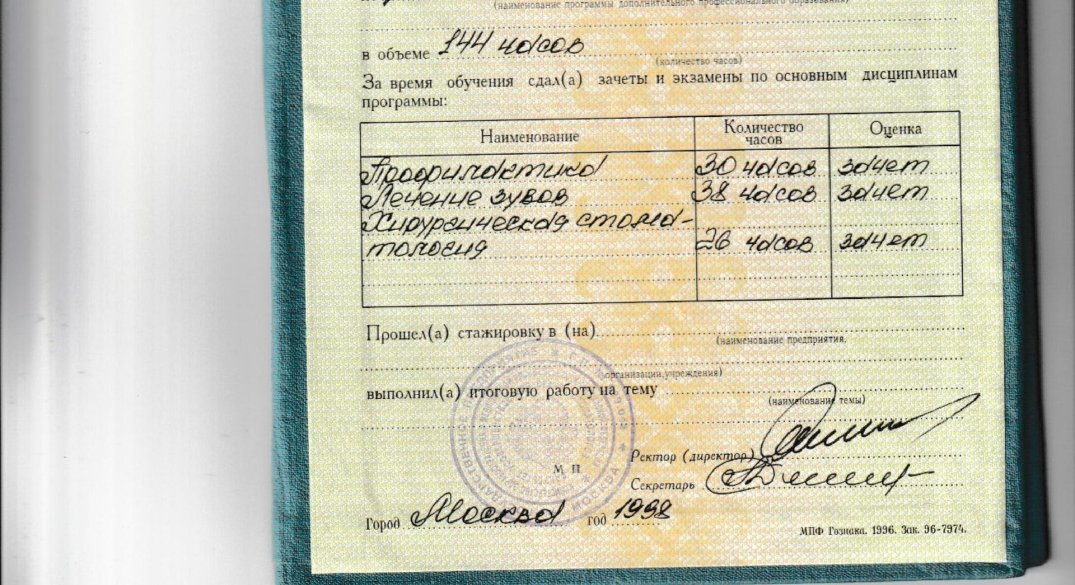 (наименование программы дополнительного профессионального образования)
в объеме 144 часов
(количество часов)
За время обучения сдал(а) зачеты и экзамены по основным дисциплинам
программы:
Наименование Количество часов Оценка
Профилактика 30 часов зачет
Лечение зубов 38 часов зачет
Хирургическая стома-
тология 26 часов зачет
Прошел(а) стажировку в (на)
(наименование предприятия,
организации, учреждения)
выполнил(а) итоговую работу на тему
(наименование темы)
Ректор (директор)
М П
Секретарь
Город Москва год 1998
МПФ Гознака. 1996. Зак. 96-7974.